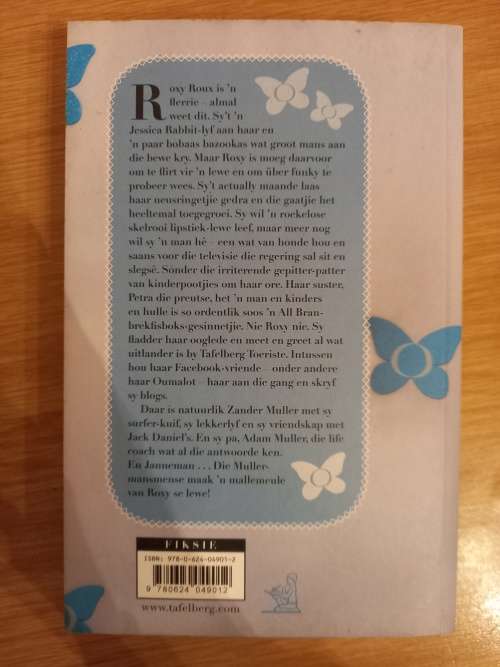 Roxy Roux is 'n
flerrie – almal
weet dit. Sy't 'n
Jessica Rabbit-lyf aan haar en
'n paar bobaas bazookas wat groot mans aan
die bewe kry. Maar Roxy is moeg daarvoor
om te flirt vir 'n lewe en om über funky te
probeer wees. Sy't actually maande laas
haar neusringetjie gedra en die gaatjie het
heeltemal toegegroei. Sy wil 'n roekelose
skelrooi lipstiek-lewe leef, maar meer nog
wil sy 'n man hê – een wat van honde hou en
saans voor die televisie die regering sal sit en
slegsê. Sónder die irriterende gepitter-patter
van kinderpootjies om haar ore. Haar suster,
Petra die preutse, het 'n man en kinders
en hulle is so ordentlik soos 'n All Bran-
brekfisboks-gesinnetjie. Nie Roxy nie. Sy
fladder haar ooglede en meet en greet al wat
uitlander is by Tafelberg Toeriste. Intussen
hou haar Facebook-vriende – onder andere
haar Oumalot – haar aan die gang en skryf
sy blogs.
Daar is natuurlik Zander Muller met sy
surfer-kuif, sy lekkerlyf en sy vriendskap met
Jack Daniel's. En sy pa, Adam Muller, die life
coach wat al die antwoorde ken.
En Janneman . . . Die Muller-
mansmense maak 'n mallemeule
van Roxy se lewe!
FIKSIE
ISBN: 978-0-624-04901-2
9 780624 049012
www.tafelberg.com